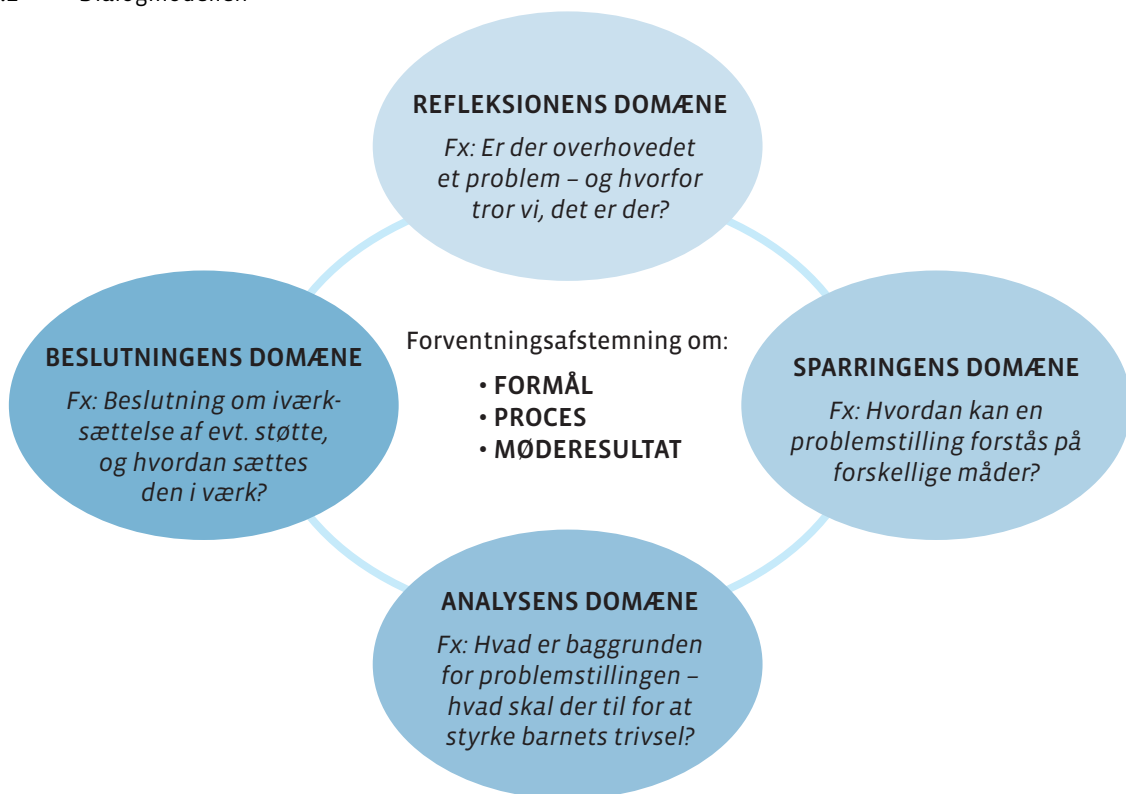 Dialogmodellen
REFLEKSIONENS DOMÆNE
Fx: Er der overhovedet
et problem – og hvorfor
tror vi, det er der?
BESLUTNINGENS DOMÆNE
Fx: Beslutning om iværk-
sættelse af evt. støtte,
og hvordan sættes
den i værk?
Forventningsafstemning om:
• FORMÅL
• PROCES
• MØDERESULTAT
SPARRINGENS DOMÆNE
Fx: Hvordan kan en
problemstilling forstås på
forskellige måder?
ANALYSENS DOMÆNE
Fx: Hvad er baggrunden
for problemstillingen –
hvad skal der til for at
styrke barnets trivsel?